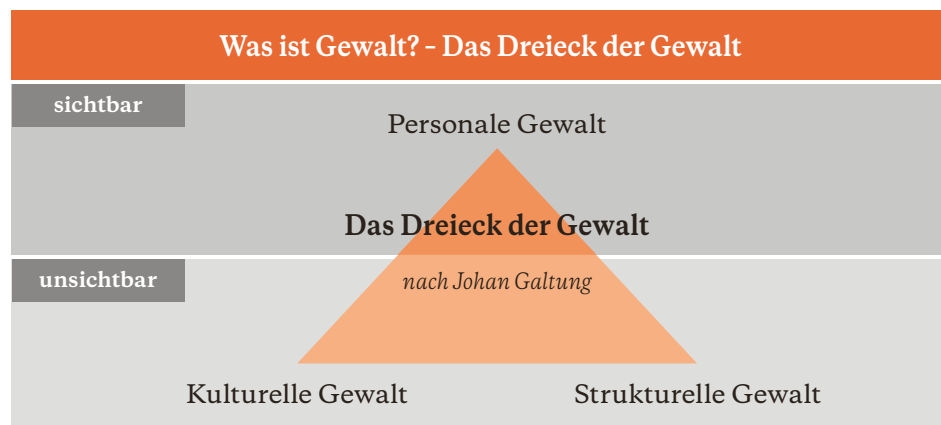 Was ist Gewalt? - Das Dreieck der Gewalt
sichtbar
Personale Gewalt
Das Dreieck der Gewalt
unsichtbar
nach Johan Galtung
Kulturelle Gewalt
Strukturelle Gewalt